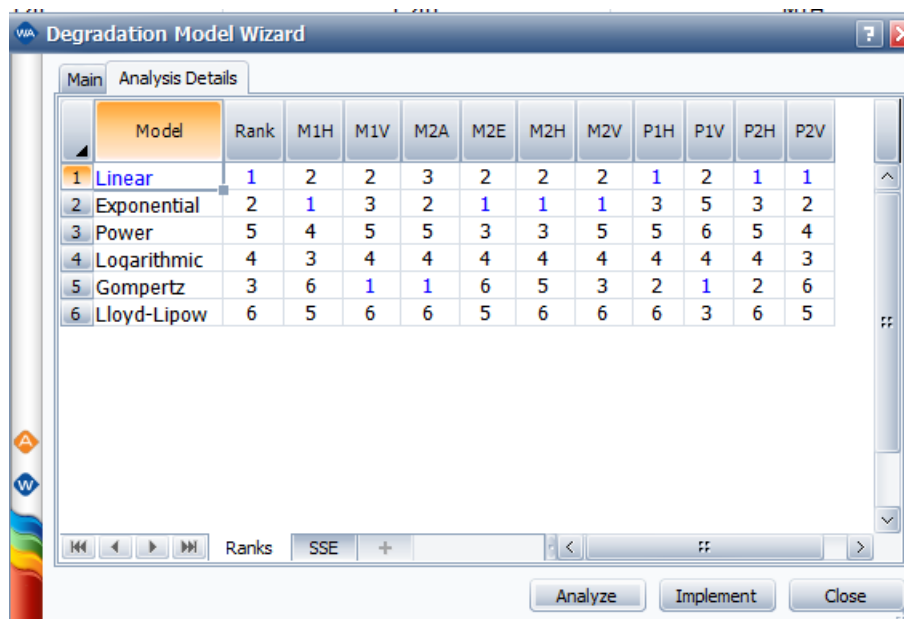 WA Degradation Model Wizard ?
Main Analysis Details
Model Rank M1H M1V M2A M2E M2H M2V P1H P1V P2H P2V
1 Linear 1 2 2 3 2 2 2 1 2 1 1
2 Exponential 2 1 3 2 1 1 1 3 5 3 2
3 Power 5 4 5 5 3 3 5 5 6 5 4
4 Logarithmic 4 3 4 4 4 4 4 4 4 4 3
5 Gompertz 3 6 1 1 6 5 3 2 1 2 6
6 Lloyd-Lipow 6 5 6 6 5 6 6 6 3 6 5
A
W
Ranks SSE +
Analyze Implement Close